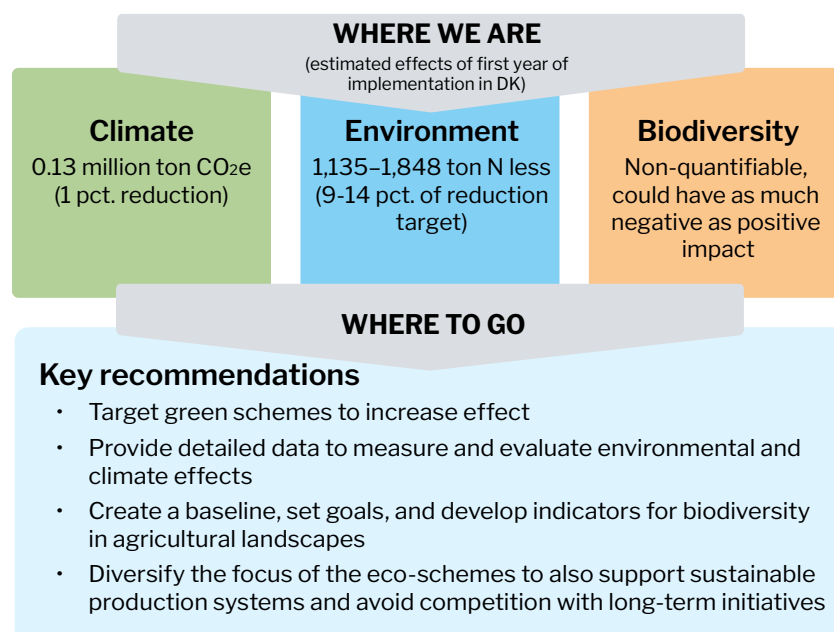 WHERE WE ARE
(estimated effects of first year of
implementation in DK)
Climate
0.13 million ton CO₂e
(1 pct. reduction)
Environment
1,135–1,848 ton N less
(9-14 pct. of reduction
target)
Biodiversity
Non-quantifiable,
could have as much
negative as positive
impact
WHERE TO GO
Key recommendations
• Target green schemes to increase effect
• Provide detailed data to measure and evaluate environmental and
climate effects
• Create a baseline, set goals, and develop indicators for biodiversity
in agricultural landscapes
• Diversify the focus of the eco-schemes to also support sustainable
production systems and avoid competition with long-term initiatives